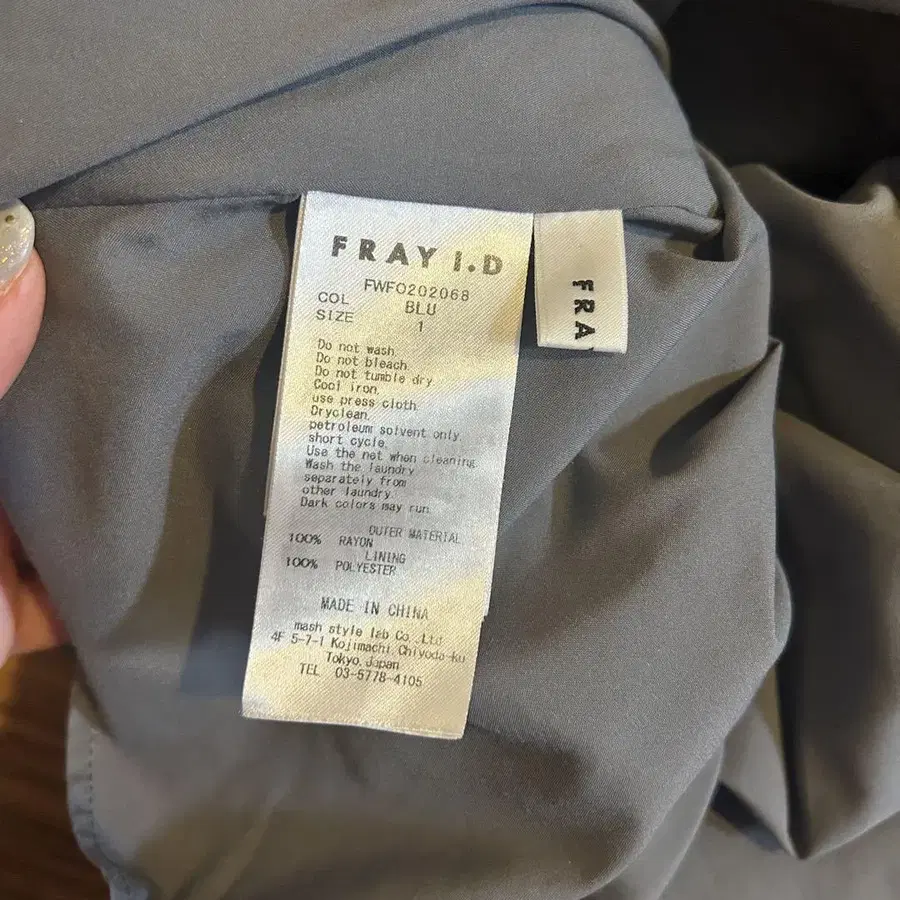 FRAY I.D
FWFO202068
COL BLU
SIZE 1
Do not wash.
Do not bleach.
Do not tumble dry.
Cool iron.
use press cloth.
Dryclean.
petroleum solvent only.
short cycle.
Use the net when cleaning.
Wash the laundry
separately from
other laundry.
Dark colors may run.
OUTER MATERIAL
100% RAYON
LINING
100% POLYESTER
MADE IN CHINA
mash style lab Co.,Ltd
4F 5-7-1 Kojimachi,Chiyoda-ku
Tokyo,Japan
TEL 03-5778-4105
FRA